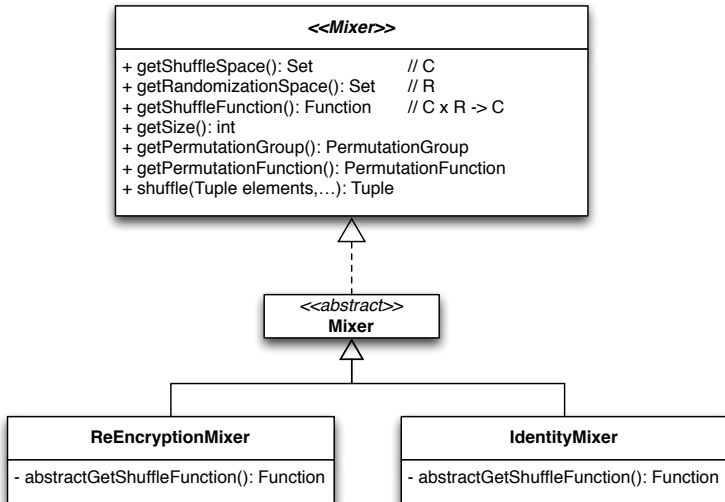 <<Mixer>>
+ getShuffleSpace(): Set // C
+ getRandomizationSpace(): Set // R
+ getShuffleFunction(): Function // C x R -> C
+ getSize(): int
+ getPermutationGroup(): PermutationGroup
+ getPermutationFunction(): PermutationFunction
+ shuffle(Tuple elements,…): Tuple
<<abstract>>
Mixer
ReEncryptionMixer
- abstractGetShuffleFunction(): Function
IdentityMixer
- abstractGetShuffleFunction(): Function